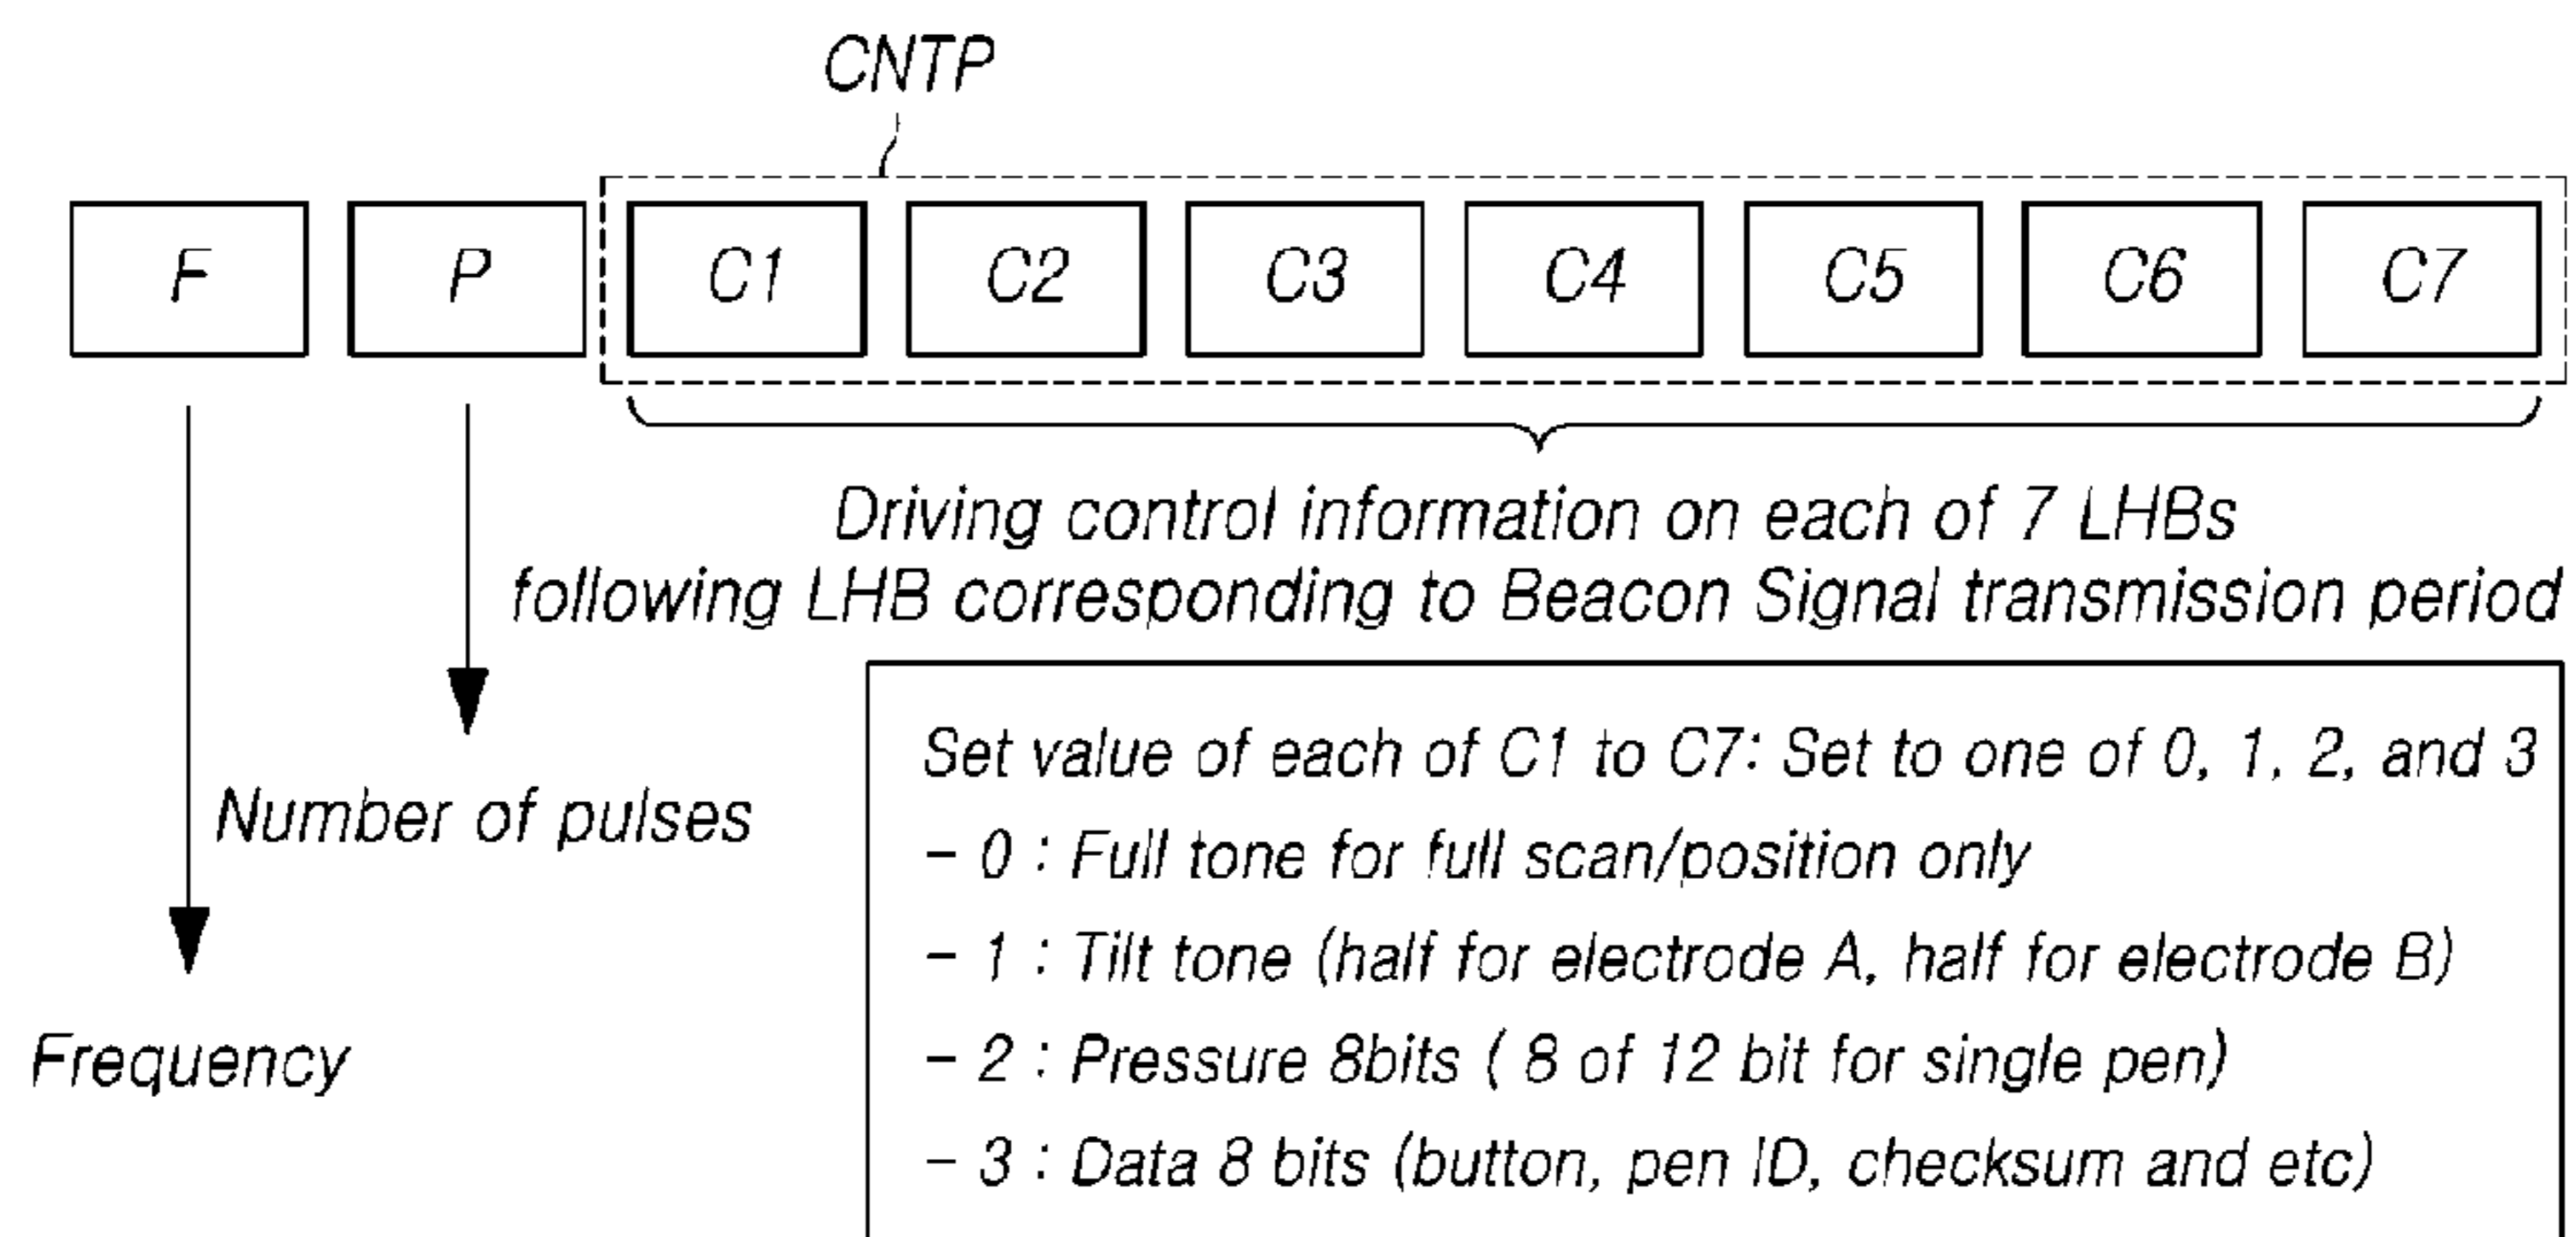 CNTP
F P C1 C2 C3 C4 C5 C6 C7
Driving control information on each of 7 LHBs
following LHB corresponding to Beacon Signal transmission period
Number of pulses
Frequency
Set value of each of C1 to C7: Set to one of 0, 1, 2, and 3
- 0 : Full tone for full scan/position only
- 1 : Tilt tone (half for electrode A, half for electrode B)
- 2 : Pressure 8bits ( 8 of 12 bit for single pen)
- 3 : Data 8 bits (button, pen ID, checksum and etc)